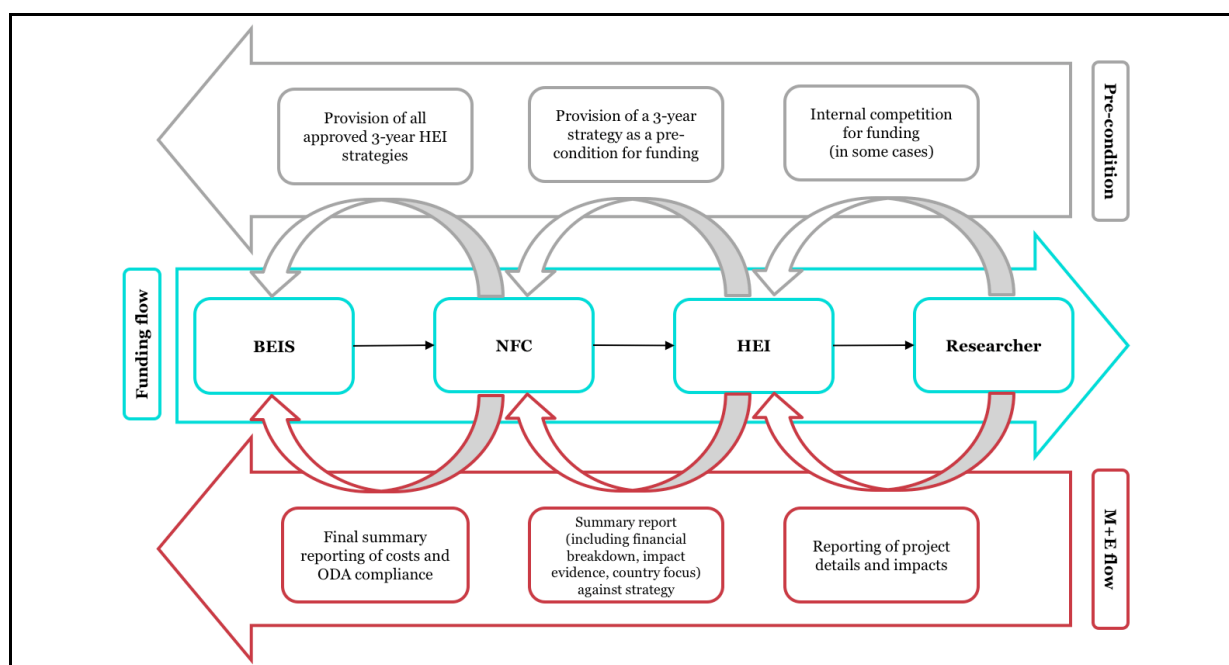 Provision of all
approved 3-year HEI
strategies
Provision of a 3-year
strategy as a pre-
condition for funding
Internal competition
for funding
(in some cases)
Pre-condition
Funding flow
BEIS
NFC
HEI
Researcher
Final summary
reporting of costs and
ODA compliance
Summary report
(including financial
breakdown, impact
evidence, country focus)
against strategy
Reporting of project
details and impacts
M+E flow